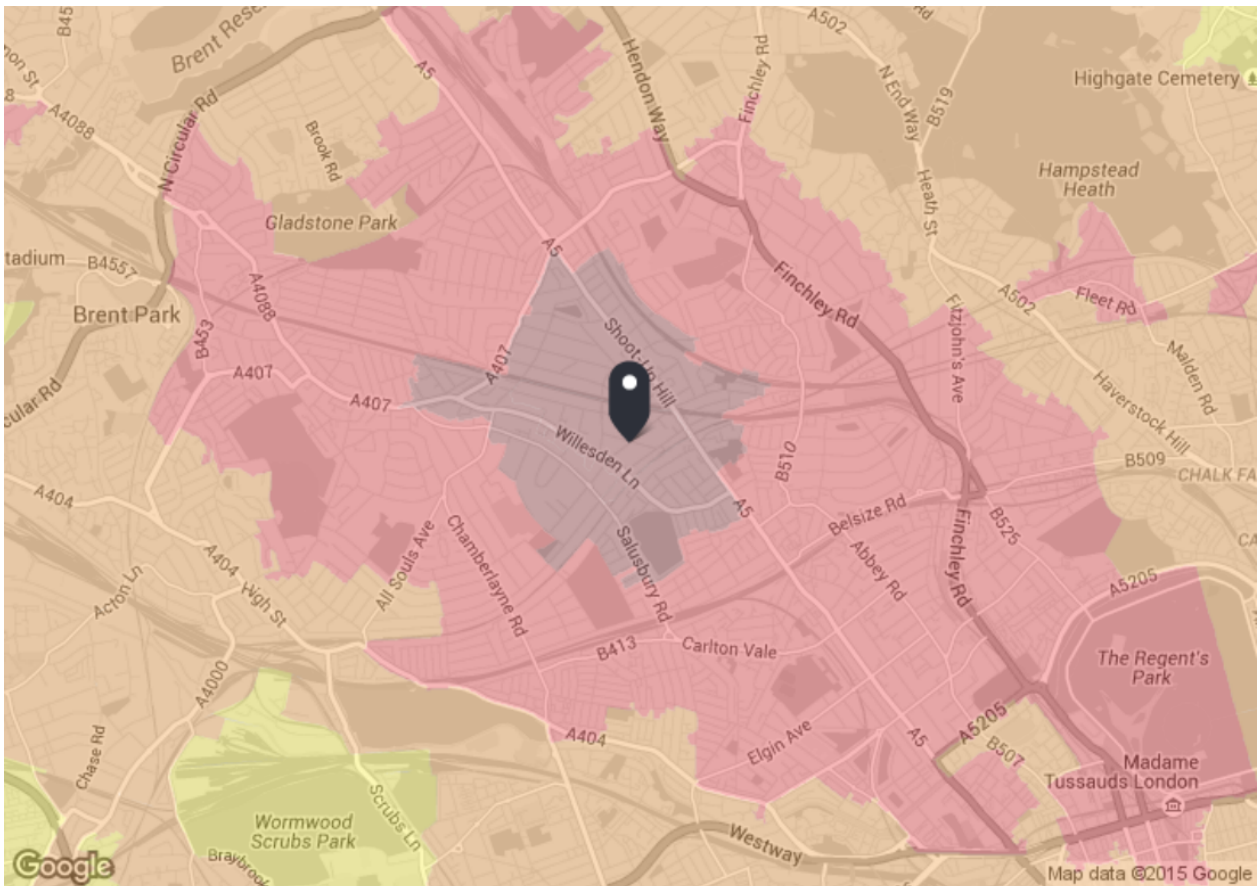 A502
B45
Brent Rese
Rd
A5
Hendon Way
Finchley Rd
N End Way
B519
Highgate Cemetery
non St
8
A4088
N Circular Rd
Brook Rd
Hampstead
Heath
Heath St
Gladstone Park
A5
tadium
B4557
Brent Park
A4088
B453
A407
Finchley Rd
A502
Fleet Rd
Fitzjohn's Ave
Malden Rd
Shoot-Up Hill
A407
A407
cular Rd
Haverstock Hill
Willesden Ln
B510
B509
CHALK FA
A404
A5
Belsize Rd
B525
All Souls Ave
Chamberlayne Rd
Salusbury Rd
Abbey Rd
Finchley Rd
A404
High St
Acton Ln
A5205
CA
B413
Carlton Vale
The Regent's
Park
A4000
A404
Elgin Ave
A5
A5205
B507
Chase Rd
Madame
Tussauds London
Scrubs Ln
Wormwood
Scrubs Park
Westway
Braybrook
Google
Map data ©2015 Google